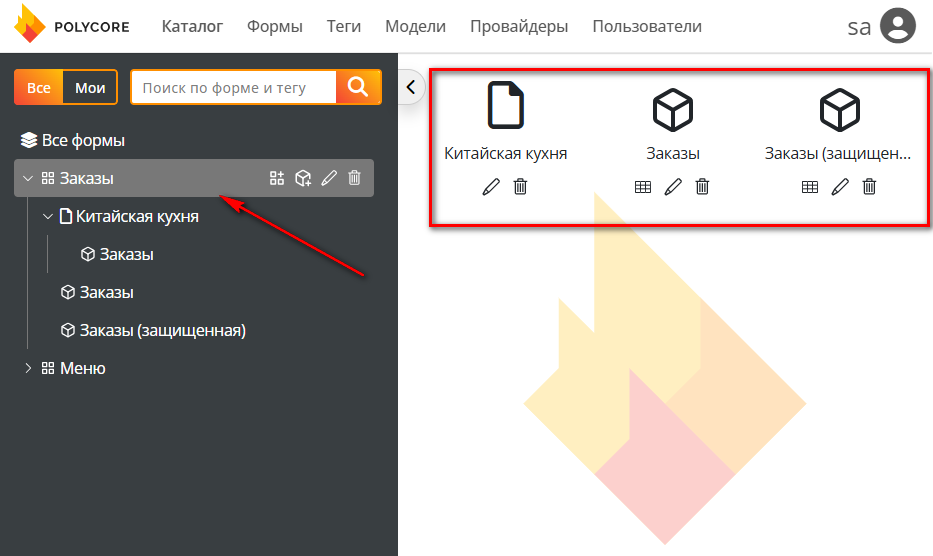 POLYCORE Каталог Формы Теги Модели Провайдеры Пользователи sa
Все Мои Поиск по форме и тегу
Все формы
Заказы
Китайская кухня
Заказы
Заказы
Заказы (защищенная)
Меню
Китайская кухня Заказы Заказы (защищен...